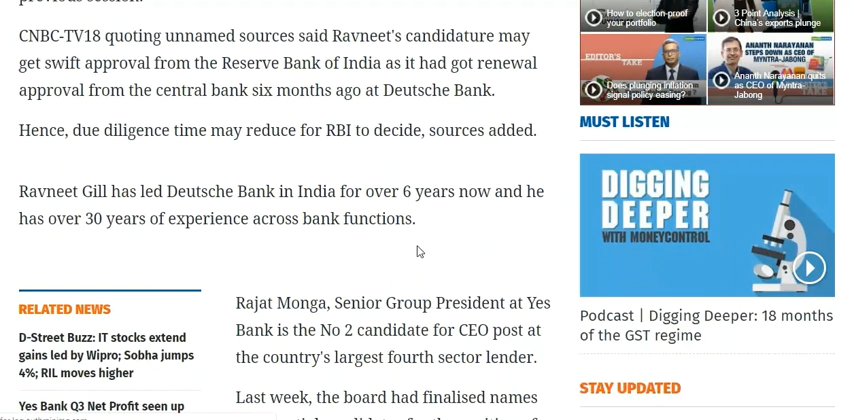 CNBC-TV18 quoting unnamed sources said Ravneet's candidature may
get swift approval from the Reserve Bank of India as it had got renewal
approval from the central bank six months ago at Deutsche Bank.
Hence, due diligence time may reduce for RBI to decide, sources added.
Ravneet Gill has led Deutsche Bank in India for over 6 years now and he
has over 30 years of experience across bank functions.
RELATED NEWS
D-Street Buzz: IT stocks extend
gains led by Wipro; Sobha jumps
4%; RIL moves higher
Yes Bank Q3 Net Profit seen up
Rajat Monga, Senior Group President at Yes
Bank is the No 2 candidate for CEO post at
the country's largest fourth sector lender.
Last week, the board had finalised names
How to election-proof
your portfolio
3 Point Analysis |
China's exports plunge
EDITOR'S
TAKE
Does plunging inflation
signal policy easing?
ANANTH NARAYANAN
STEPS DOWN AS CEO OF
MYNTRA-JABONG
Ananth Narayanan quits
as CEO of Myntra-
Jabong
MUST LISTEN
DIGGING
DEEPER
WITH MONEYCONTROL
Podcast | Digging Deeper: 18 months
of the GST regime
STAY UPDATED